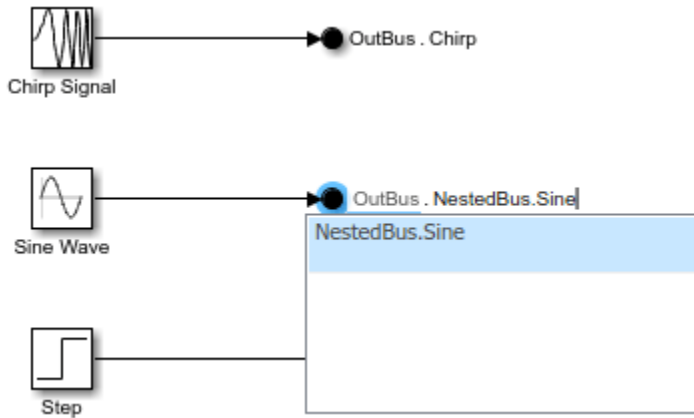 OutBus . Chirp
Chirp Signal
OutBus . NestedBus.Sine
NestedBus.Sine
Sine Wave
Step